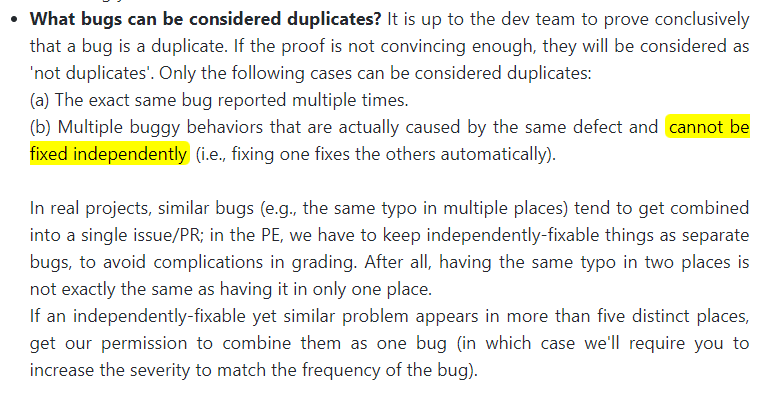 What bugs can be considered duplicates? It is up to the dev team to prove conclusively
that a bug is a duplicate. If the proof is not convincing enough, they will be considered as
'not duplicates'. Only the following cases can be considered duplicates:
(a) The exact same bug reported multiple times.
(b) Multiple buggy behaviors that are actually caused by the same defect and cannot be
fixed independently (i.e., fixing one fixes the others automatically).
In real projects, similar bugs (e.g., the same typo in multiple places) tend to get combined
into a single issue/PR; in the PE, we have to keep independently-fixable things as separate
bugs, to avoid complications in grading. After all, having the same typo in two places is
not exactly the same as having it in only one place.
If an independently-fixable yet similar problem appears in more than five distinct places,
get our permission to combine them as one bug (in which case we'll require you to
increase the severity to match the frequency of the bug).